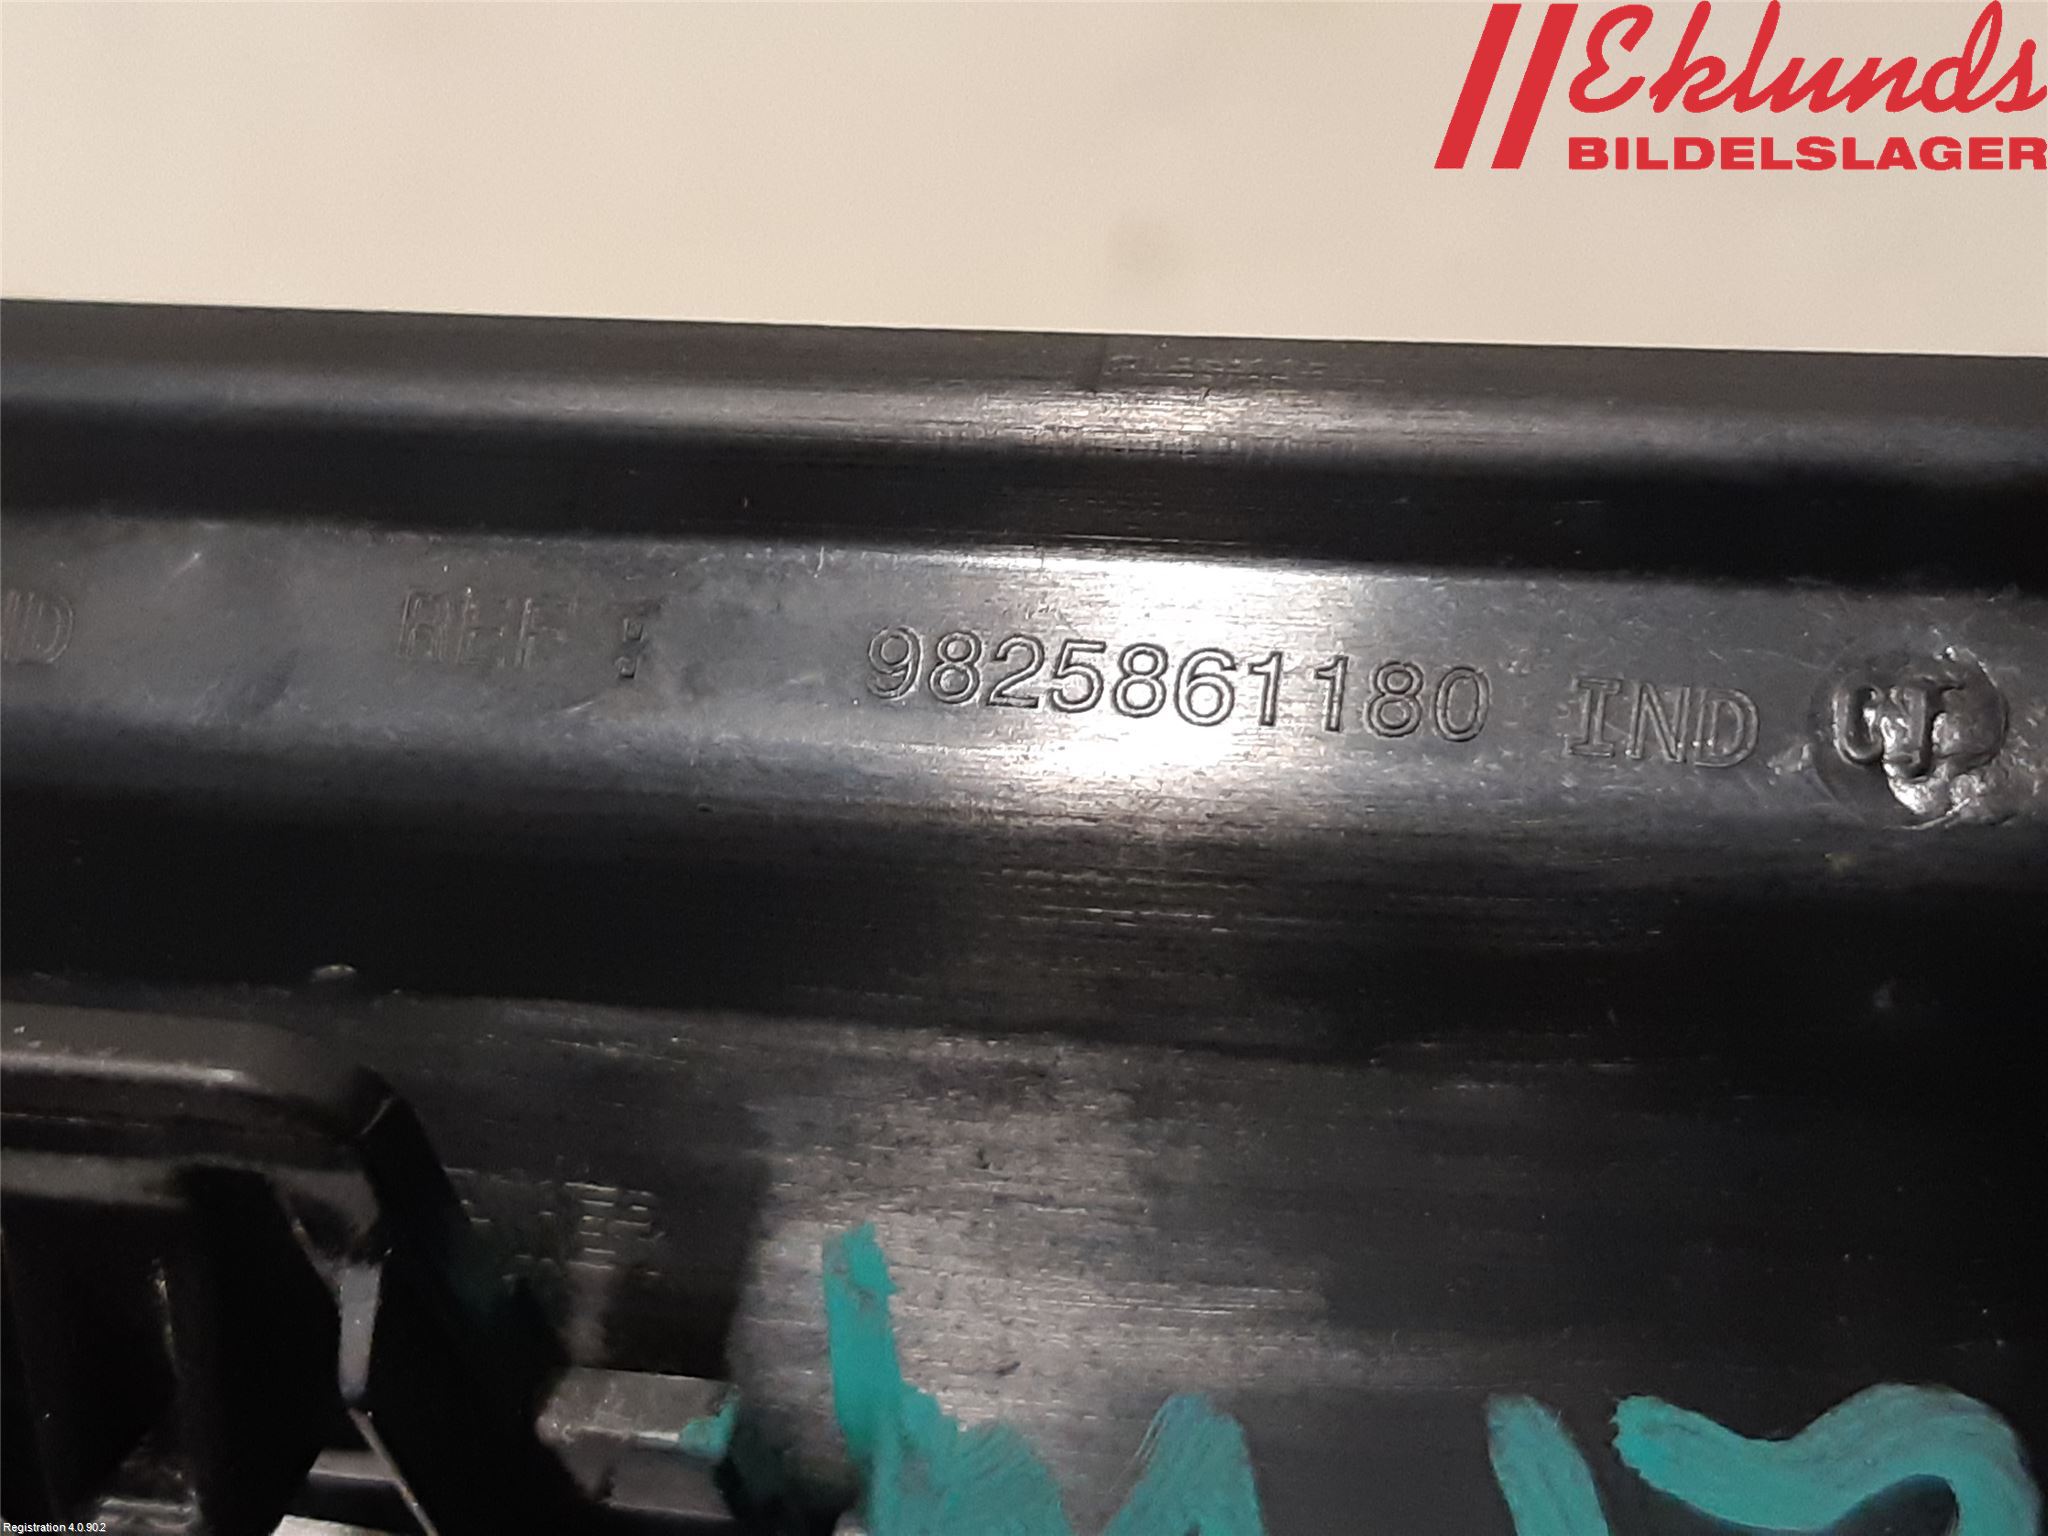 Eklunds
BILDELSLAGER
REF : 9825861180 IND
Registration 4.0.90.2